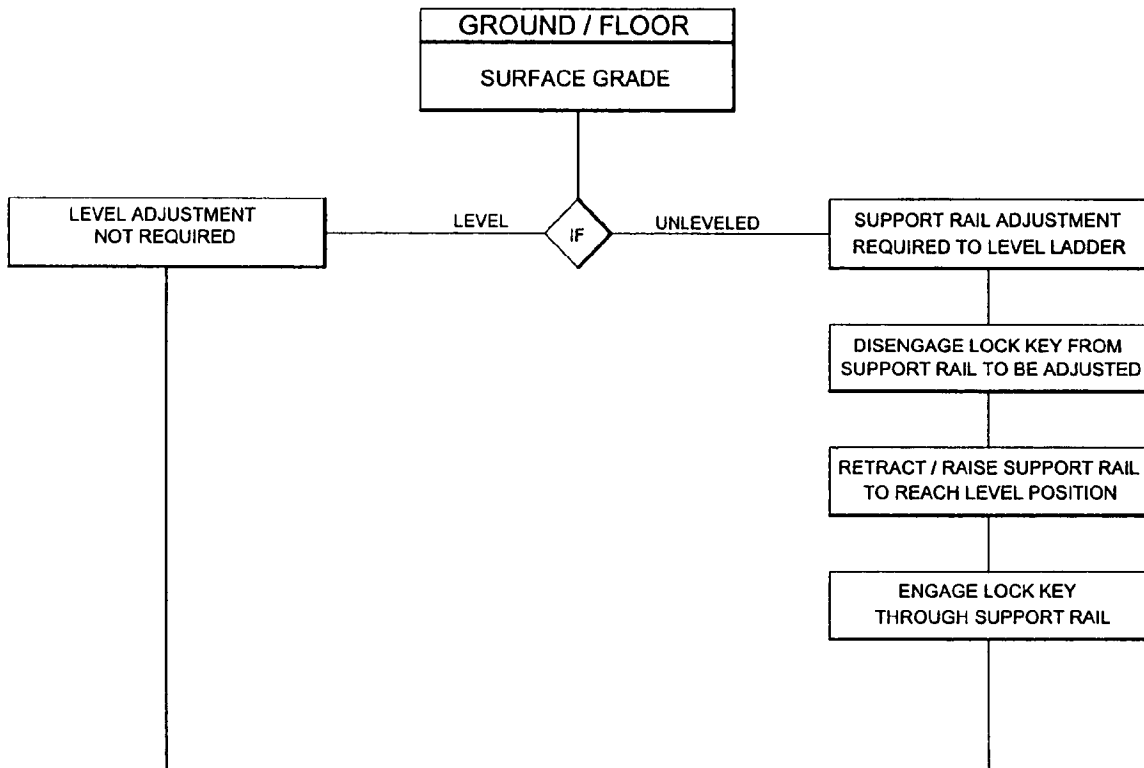 GROUND / FLOOR
SURFACE GRADE
LEVEL ADJUSTMENT
NOT REQUIRED
LEVEL
IF
UNLEVELED
SUPPORT RAIL ADJUSTMENT
REQUIRED TO LEVEL LADDER
DISENGAGE LOCK KEY FROM
SUPPORT RAIL TO BE ADJUSTED
RETRACT / RAISE SUPPORT RAIL
TO REACH LEVEL POSITION
ENGAGE LOCK KEY
THROUGH SUPPORT RAIL